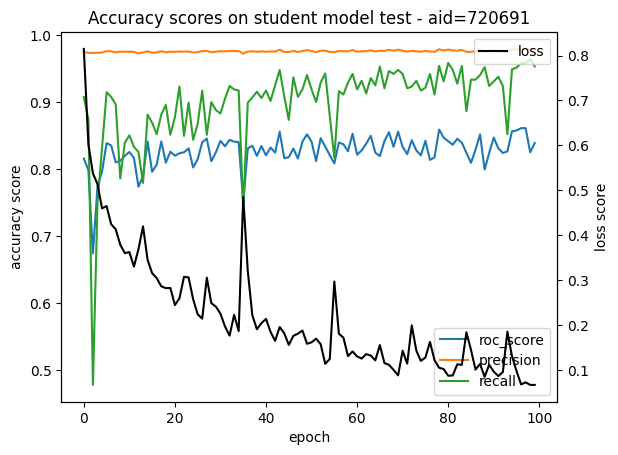 Accuracy scores on student model test - aid=720691
loss
1.0
0.9
0.8
0.7
0.6
0.5
accuracy score
0.8
0.7
0.6
0.5
0.4
0.3
0.2
0.1
loss score
roc_score
precision
recall
0 20 40 60 80 100
epoch